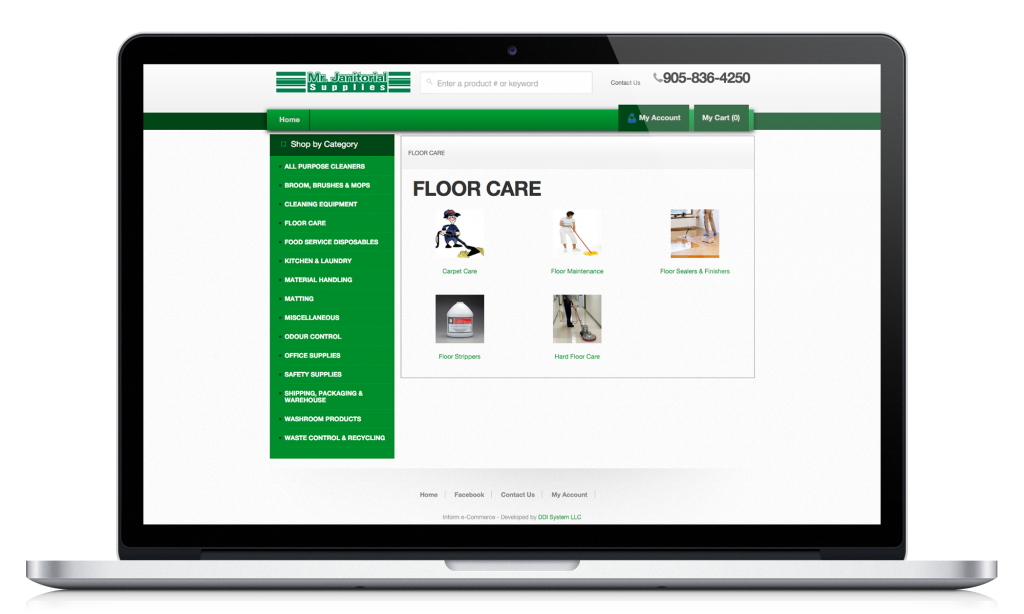 Mr. Janitorial
Supplies
Enter a product # or keyword
Contact Us
905-836-4250
Home
My Account
My Cart (0)
Shop by Category
ALL PURPOSE CLEANERS
BROOM, BRUSHES & MOPS
CLEANING EQUIPMENT
FLOOR CARE
FOOD SERVICE DISPOSABLES
KITCHEN & LAUNDRY
MATERIAL HANDLING
MATTING
MISCELLANEOUS
ODOUR CONTROL
OFFICE SUPPLIES
SAFETY SUPPLIES
SHIPPING, PACKAGING &
WAREHOUSE
WASHROOM PRODUCTS
WASTE CONTROL & RECYCLING
FLOOR CARE
FLOOR CARE
Carpet Care
Floor Maintenance
Floor Sealers & Finishers
Floor Strippers
Hard Floor Care
Home
Facebook
Contact Us
My Account
Inform e-Commerce - Developed by DDI System LLC